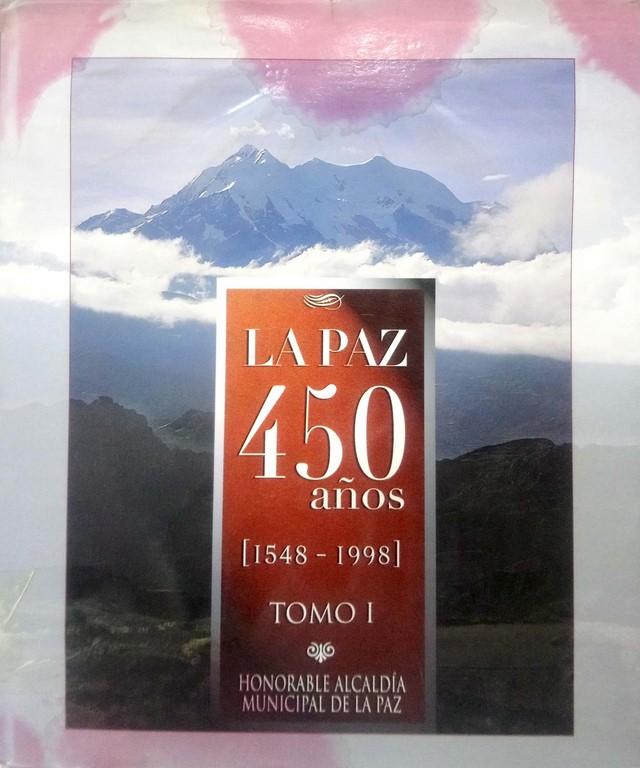 LA PAZ
450
años
[1548 - 1998]
TOMO I
HONORABLE ALCALDÍA
MUNICIPAL DE LA PAZ